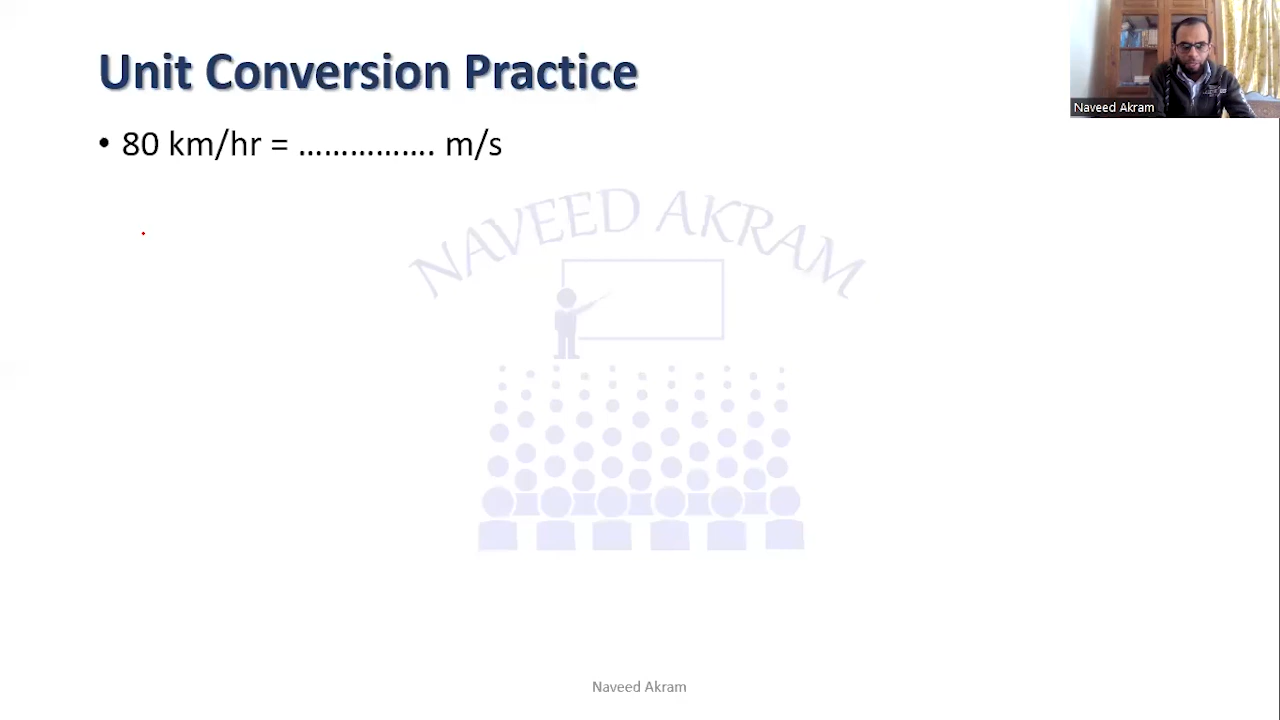 Unit Conversion Practice
Naveed Akram
• 80 km/hr = ……………. m/s
NAVEED AKRAM
Naveed Akram